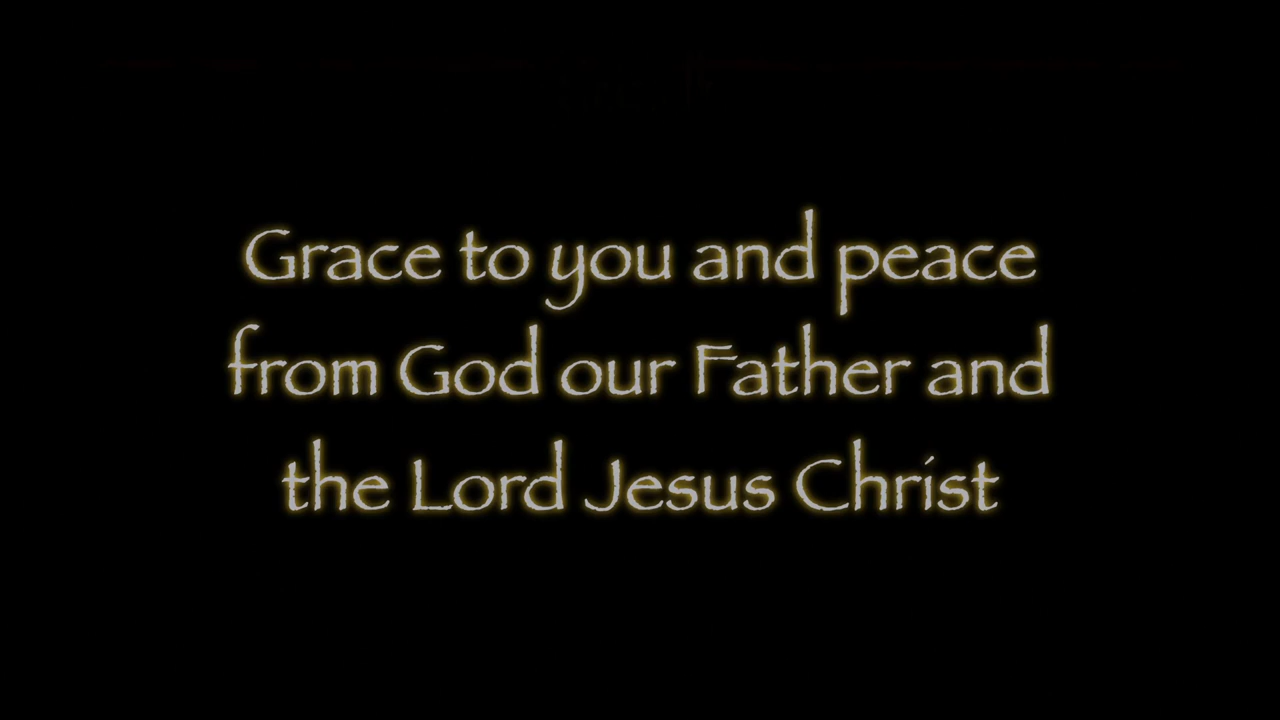 Grace to you and peace
from God our Father and
the Lord Jesus Christ